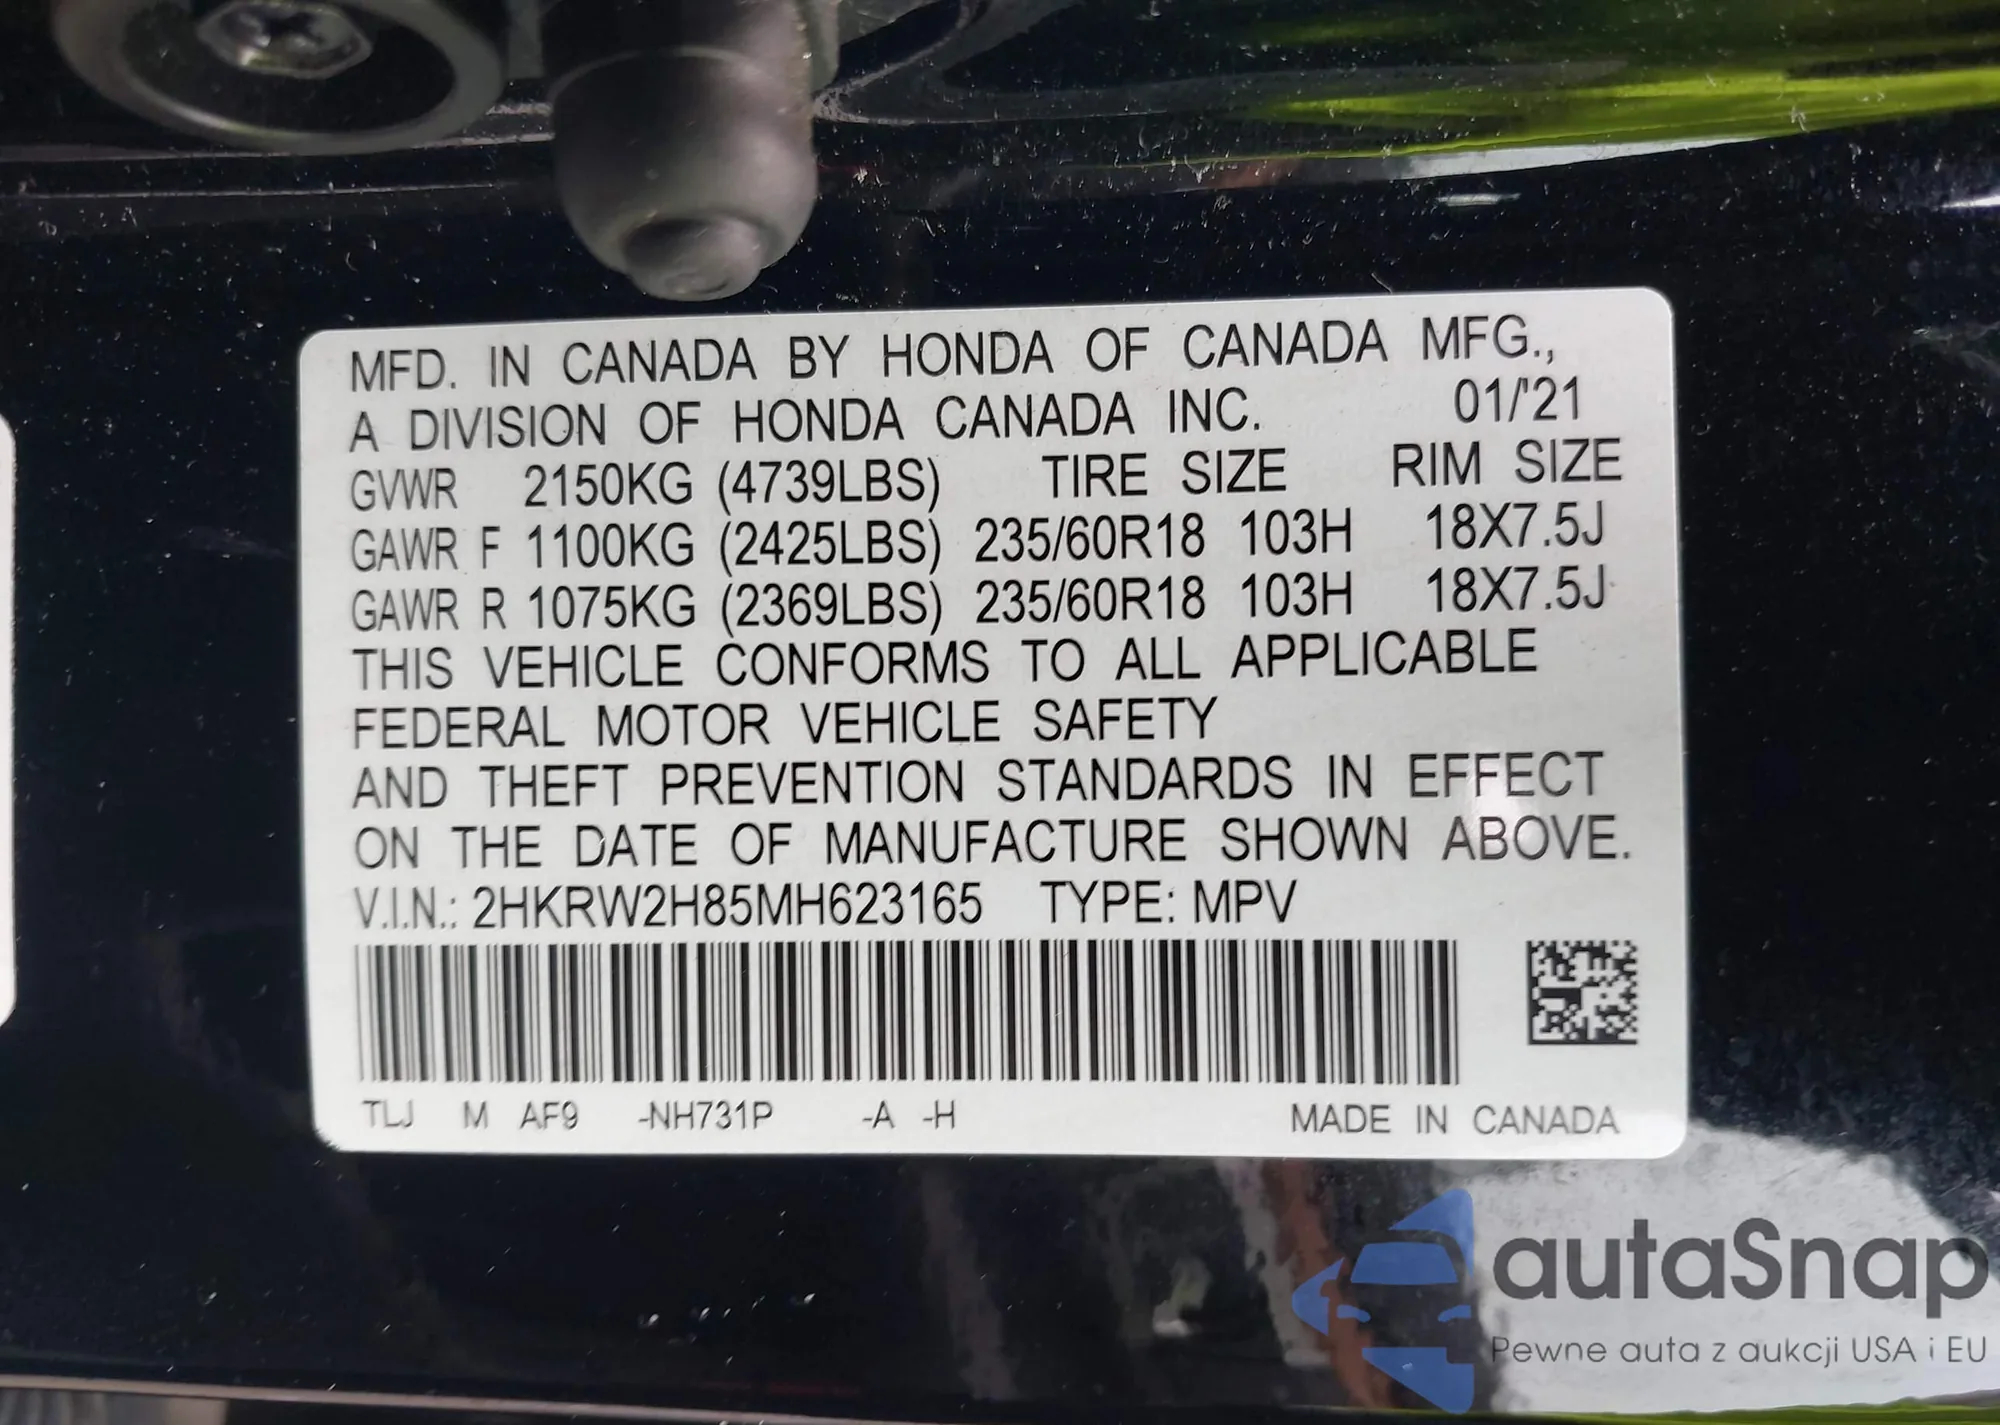 MFD. IN CANADA BY HONDA OF CANADA MFG.,
A DIVISION OF HONDA CANADA INC. 01/'21
GVWR 2150KG (4739LBS) TIRE SIZE RIM SIZE
GAWR F 1100KG (2425LBS) 235/60R18 103H 18X7.5J
GAWR R 1075KG (2369LBS) 235/60R18 103H 18X7.5J
THIS VEHICLE CONFORMS TO ALL APPLICABLE
FEDERAL MOTOR VEHICLE SAFETY
AND THEFT PREVENTION STANDARDS IN EFFECT
ON THE DATE OF MANUFACTURE SHOWN ABOVE.
V.I.N.: 2HKRW2H85MH623165 TYPE: MPV
TLJ M AF9 -NH731P -A -H MADE IN CANADA
autaSnap
Pewne auta z aukcji USA i EU